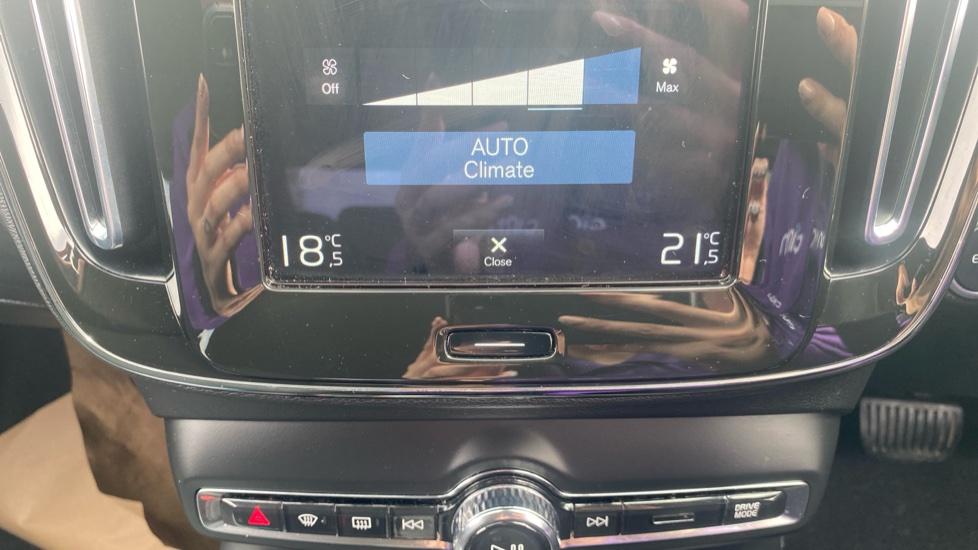 Off
Max
AUTO
Climate
18,5 °C
21,5 °C
Close
DRIVE
MODE